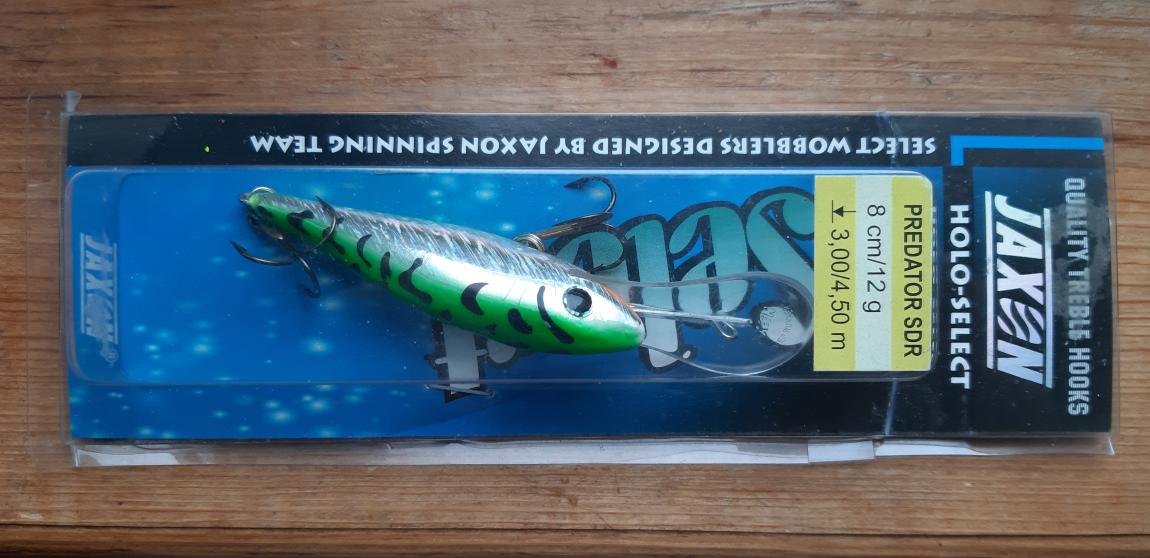 QUALITY TREBLE HOOKS
JAXON
HOLO-SELECT
SELECT WOBBLERS DESIGNED BY JAXON SPINNING TEAM
PREDATOR SDR
8 cm/12 g
3,00/4,50 m
JAXON®